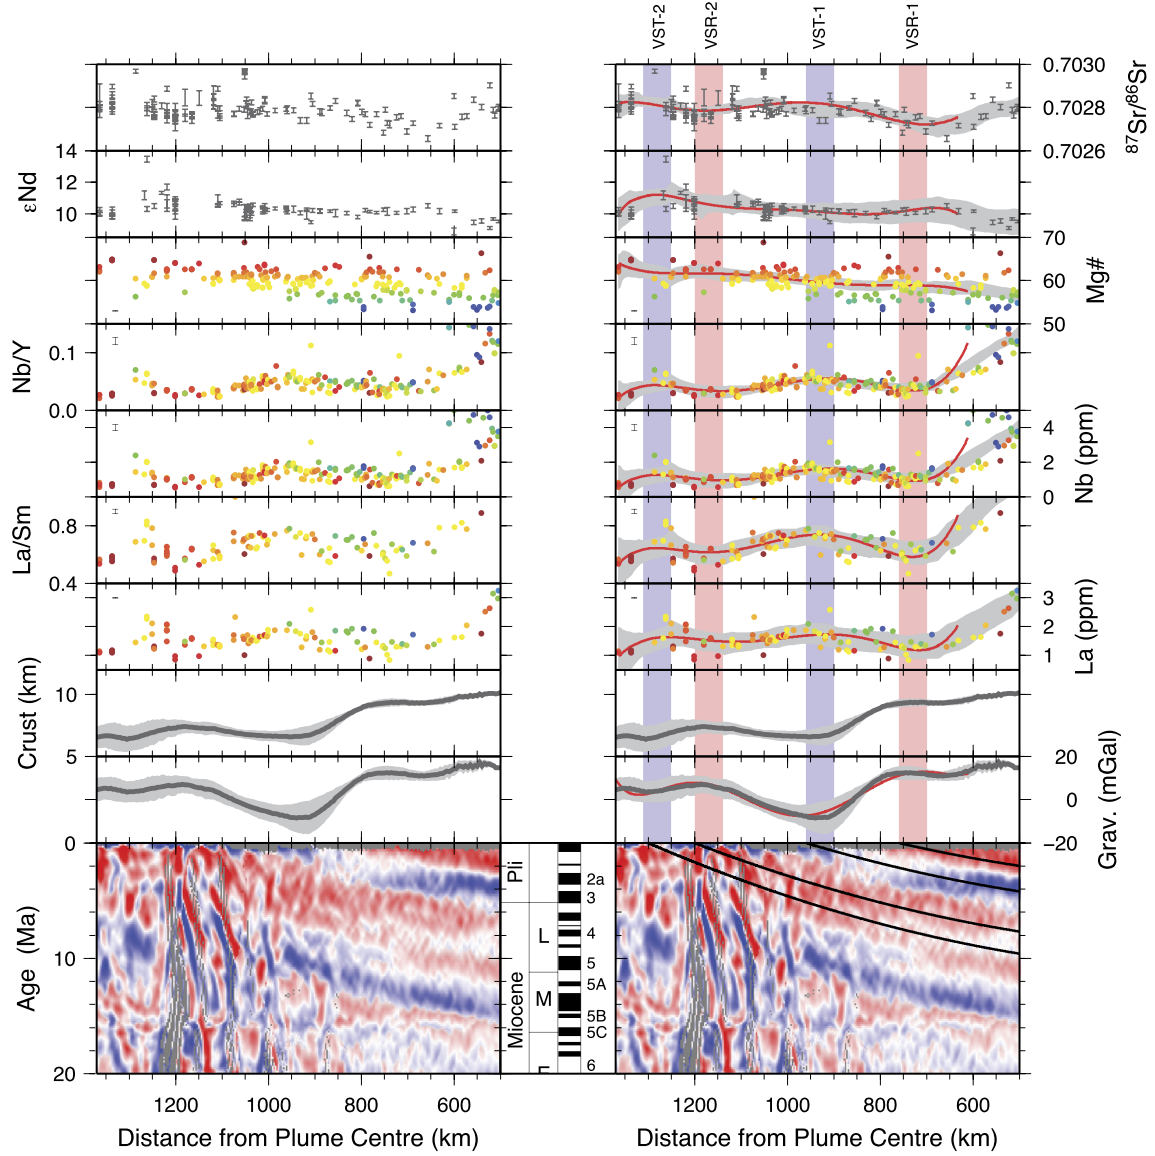 VST-2
VSR-2
VST-1
VSR-1
14
12
10
εNd
0.7030
0.7028
0.7026
87Sr/86Sr
70
60
50
Mg#
0.1
0.0
Nb/Y
4
2
0
Nb (ppm)
0.8
0.4
La/Sm
3
2
1
La (ppm)
10
5
Crust (km)
20
0
−20
Grav. (mGal)
0
10
20
Age (Ma)
Pli
L
M
Miocene
2a
3
4
5
5A
5B
5C
6
1200 1000 800 600
Distance from Plume Centre (km)
1200 1000 800 600
Distance from Plume Centre (km)